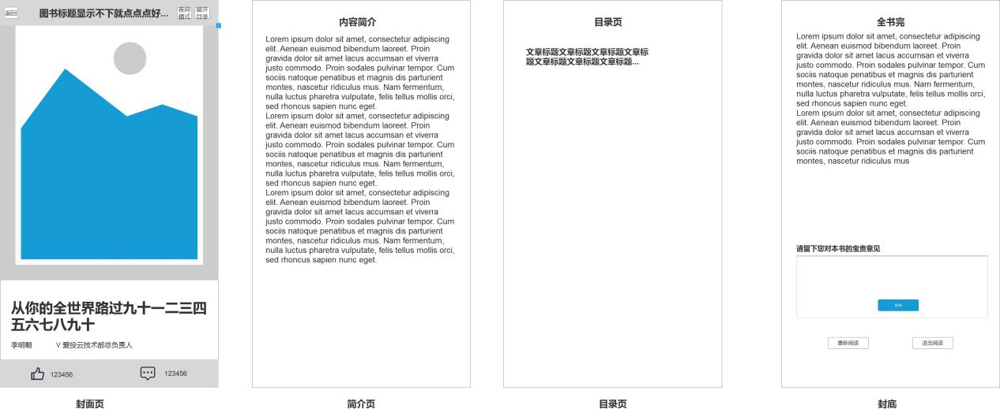 返回
图书标题显示不下就点点点好...
夜间
模式
展开
目录
从你的全世界路过九十一二三四
五六七八九十
李明朝
V 爱投云技术部总负责人
123456
123456
封面页
内容简介
Lorem ipsum dolor sit amet, consectetur adipiscing
elit. Aenean euismod bibendum laoreet. Proin
gravida dolor sit amet lacus accumsan et viverra
justo commodo. Proin sodales pulvinar tempor. Cum
sociis natoque penatibus et magnis dis parturient
montes, nascetur ridiculus mus. Nam fermentum,
nulla luctus pharetra vulputate, felis tellus mollis orci,
sed rhoncus sapien nunc eget.
Lorem ipsum dolor sit amet, consectetur adipiscing
elit. Aenean euismod bibendum laoreet. Proin
gravida dolor sit amet lacus accumsan et viverra
justo commodo. Proin sodales pulvinar tempor. Cum
sociis natoque penatibus et magnis dis parturient
montes, nascetur ridiculus mus. Nam fermentum,
nulla luctus pharetra vulputate, felis tellus mollis orci,
sed rhoncus sapien nunc eget.
Lorem ipsum dolor sit amet, consectetur adipiscing
elit. Aenean euismod bibendum laoreet. Proin
gravida dolor sit amet lacus accumsan et viverra
justo commodo. Proin sodales pulvinar tempor. Cum
sociis natoque penatibus et magnis dis parturient
montes, nascetur ridiculus mus. Nam fermentum,
nulla luctus pharetra vulputate, felis tellus mollis orci,
sed rhoncus sapien nunc eget.
简介页
目录页
文章标题文章标题文章标题文章标
题文章标题文章标题文章标题...
目录页
全书完
Lorem ipsum dolor sit amet, consectetur adipiscing
elit. Aenean euismod bibendum laoreet. Proin
gravida dolor sit amet lacus accumsan et viverra
justo commodo. Proin sodales pulvinar tempor. Cum
sociis natoque penatibus et magnis dis parturient
montes, nascetur ridiculus mus. Nam fermentum,
nulla luctus pharetra vulputate, felis tellus mollis orci,
sed rhoncus sapien nunc eget.
Lorem ipsum dolor sit amet, consectetur adipiscing
elit. Aenean euismod bibendum laoreet. Proin
gravida dolor sit amet lacus accumsan et viverra
justo commodo. Proin sodales pulvinar tempor. Cum
sociis natoque penatibus et magnis dis parturient
montes, nascetur ridiculus mus
请留下您对本书的宝贵意见
重新阅读
退出阅读
封底